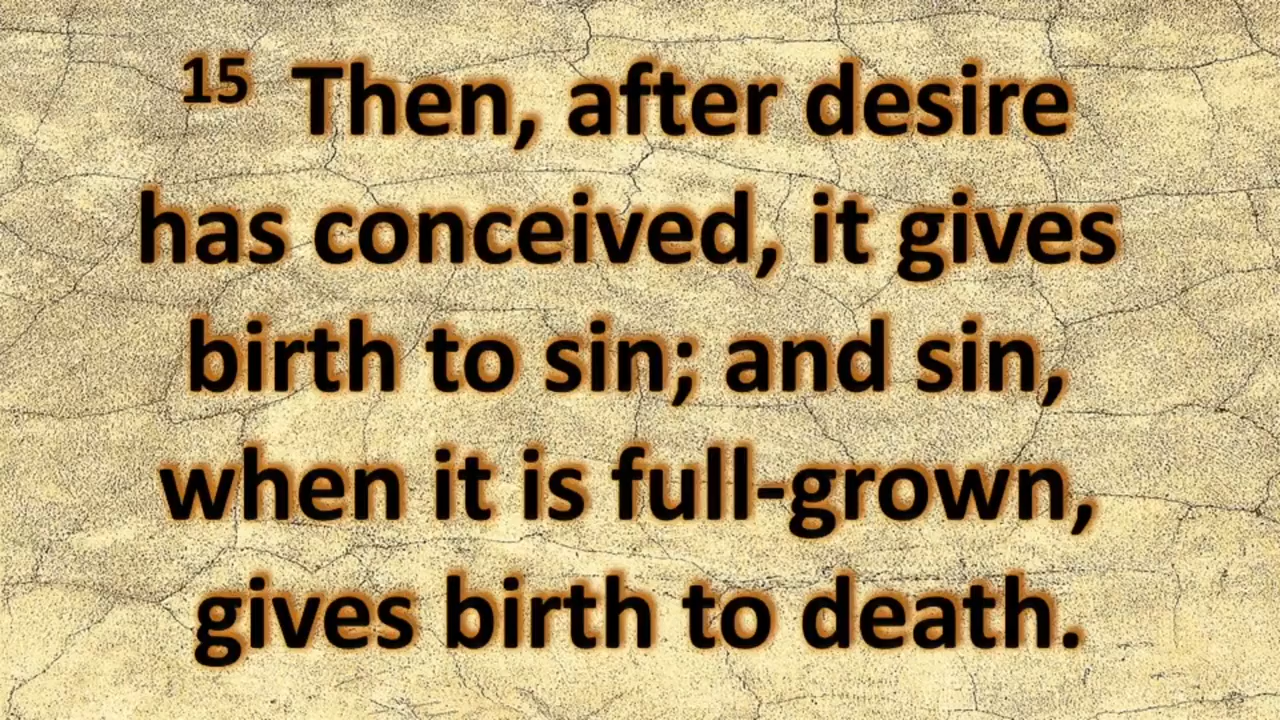 15 Then, after desire
has conceived, it gives
birth to sin; and sin,
when it is full-grown,
gives birth to death.